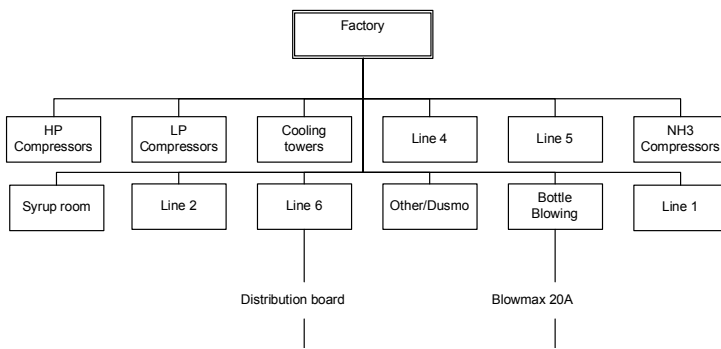 Factory
HP
Compressors
LP
Compressors
Cooling
towers
Line 4
Line 5
NH3
Compressors
Syrup room
Line 2
Line 6
Other/Dusmo
Bottle
Blowing
Line 1
Distribution board
Blowmax 20A